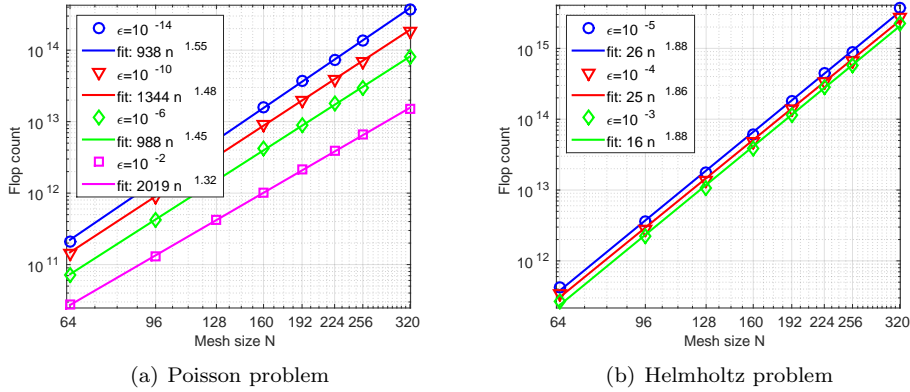 Flop count
10^14
10^13
10^12
10^11
ϵ=10^-14
fit: 938 n^1.55
ϵ=10^-10
fit: 1344 n^1.48
ϵ=10^-6
fit: 988 n^1.45
ϵ=10^-2
fit: 2019 n^1.32
64 96 128 160 192 224 256 320
Mesh size N
(a) Poisson problem
Flop count
10^15
10^14
10^13
10^12
ϵ=10^-5
fit: 26 n^1.88
ϵ=10^-4
fit: 25 n^1.86
ϵ=10^-3
fit: 16 n^1.88
64 96 128 160 192 224 256 320
Mesh size N
(b) Helmholtz problem